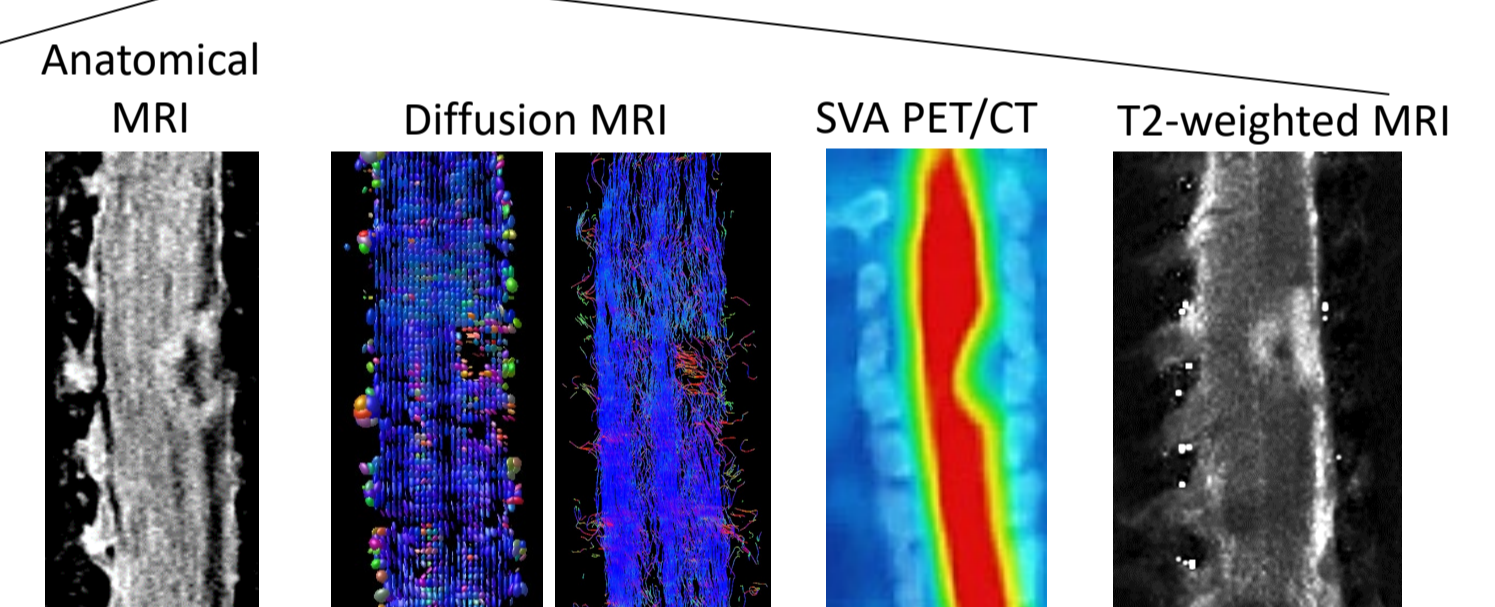 Anatomical
MRI
Diffusion MRI
SVA PET/CT
T2-weighted MRI